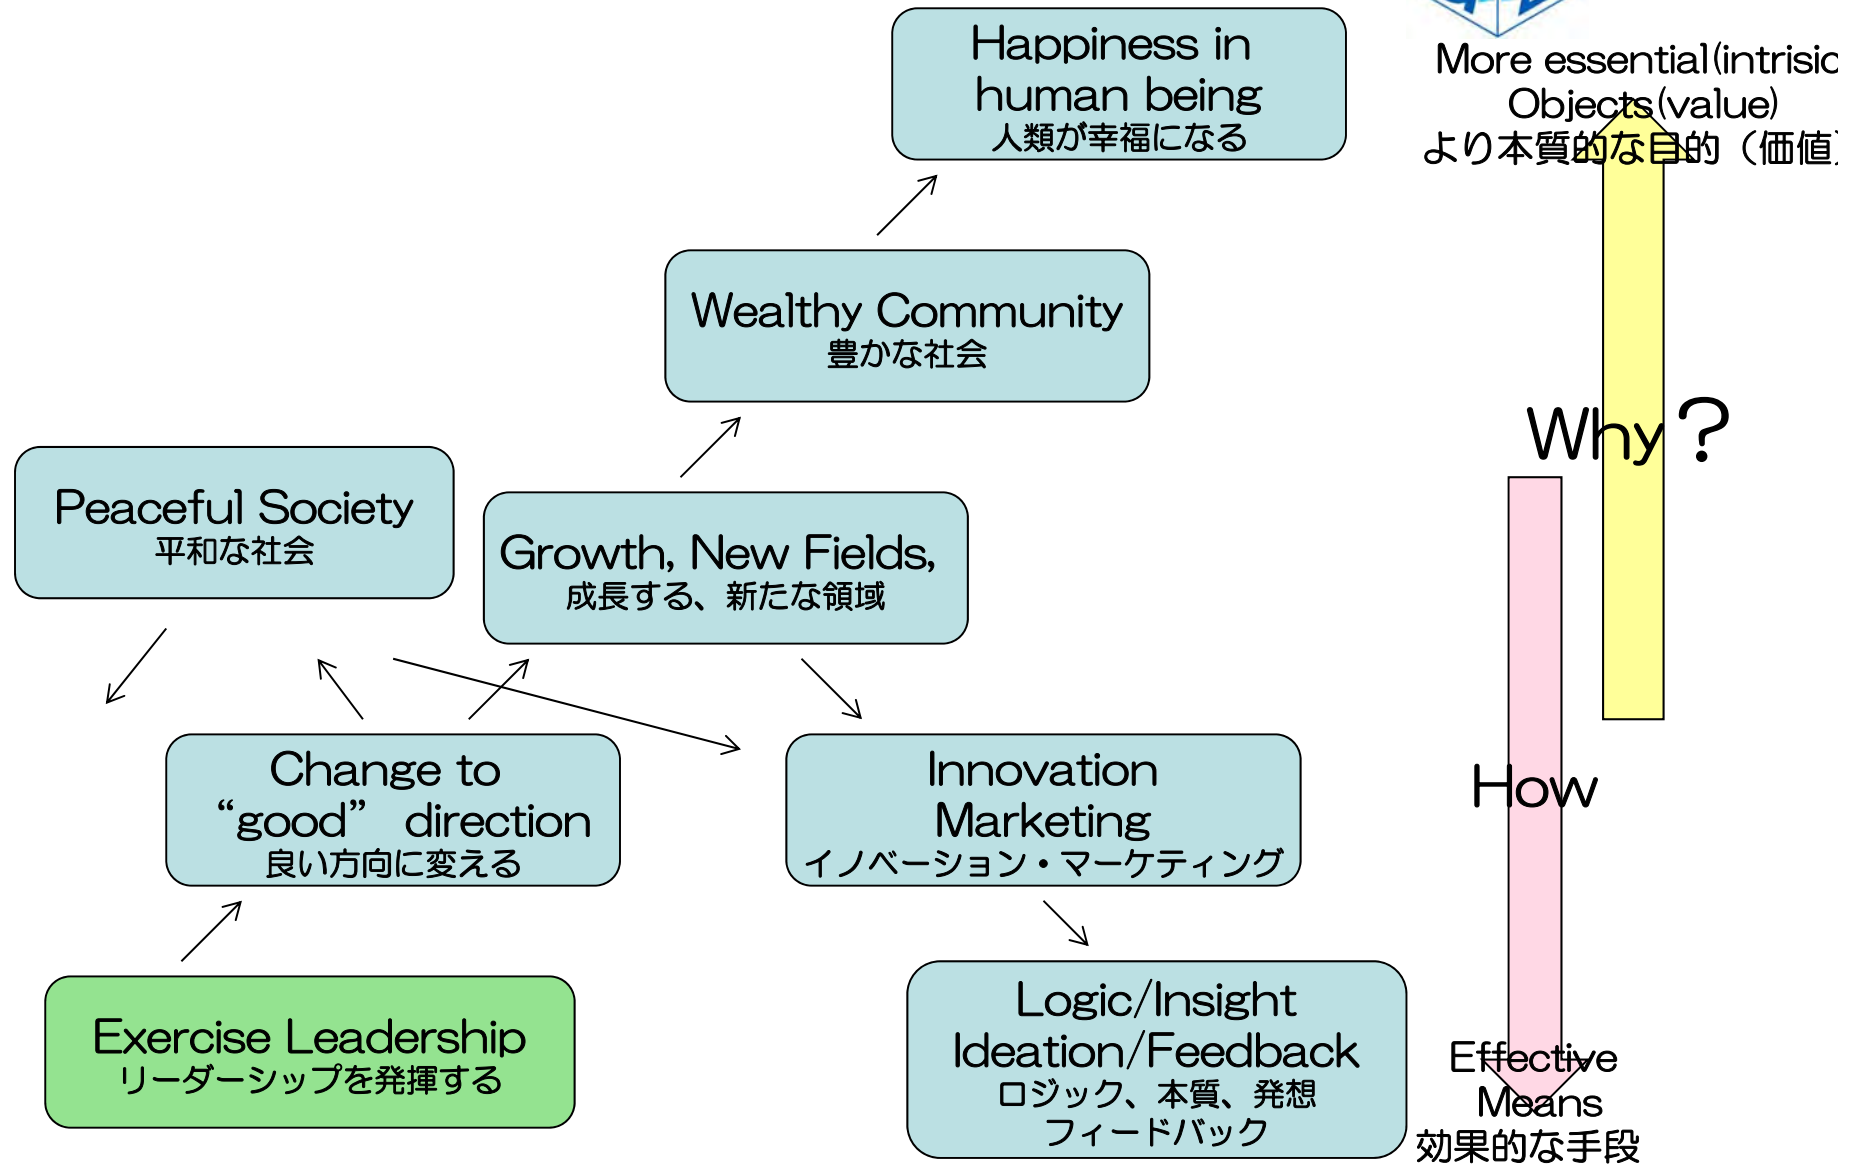 Happiness in
human being
人類が幸福になる
More essential(intrisic
Objects(value)
より本質的な目的（価値）
Wealthy Community
豊かな社会
Why？
Peaceful Society
平和な社会
Growth, New Fields,
成長する、新たな領域
Change to
“good” direction
良い方向に変える
Innovation
Marketing
イノベーション・マーケティング
How
Exercise Leadership
リーダーシップを発揮する
Logic/Insight
Ideation/Feedback
ロジック、本質、発想
フィードバック
Effective
Means
効果的な手段